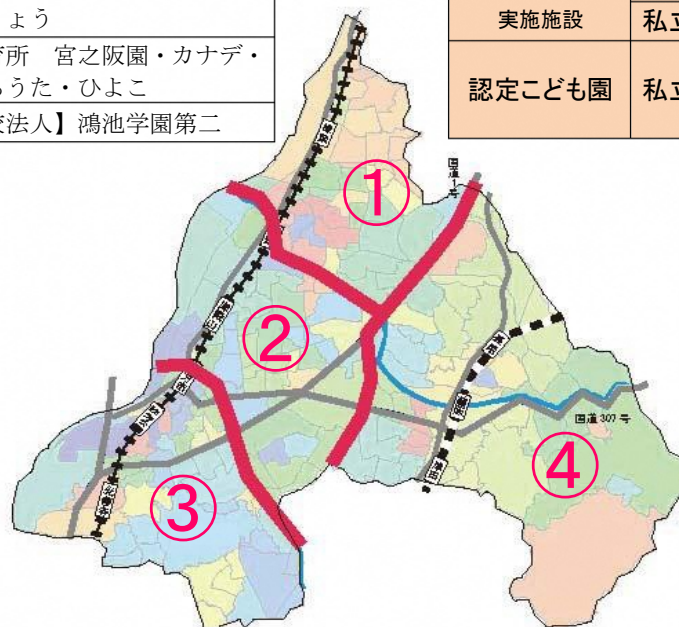 ょう
所 宮之阪園・カナデ・
うた・ひよこ
法人】鴻池学園第二
実施施設
私立
認定こども園
私立
国道1号
①
②
③
④
国道307号